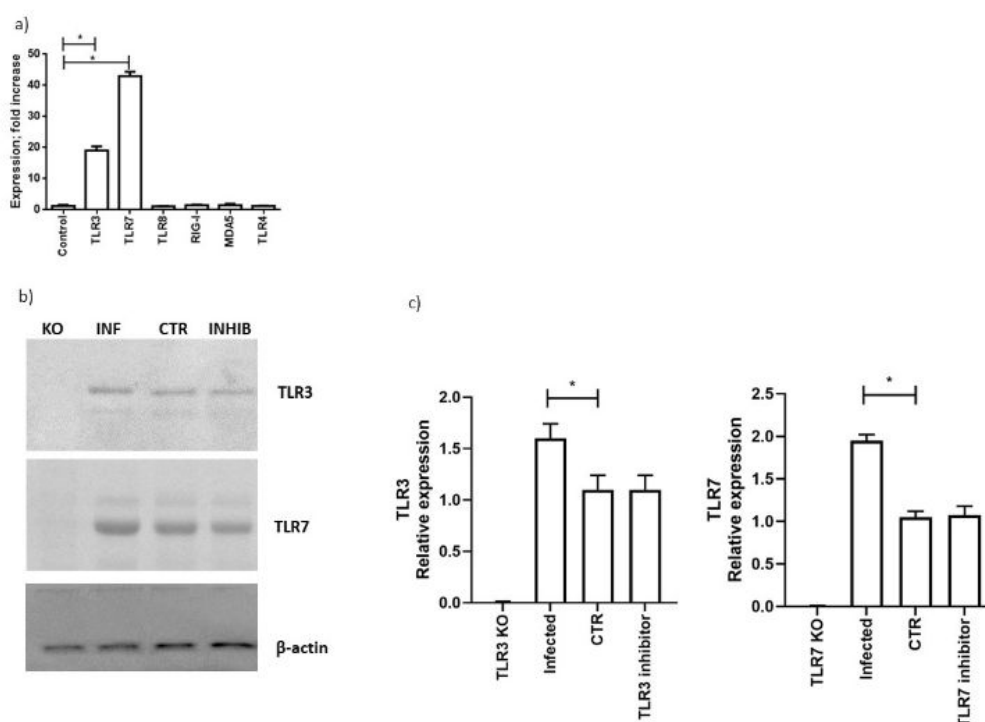 a)
*
*
Expression; fold increase
50
40
30
20
10
0
Control
TLR3
TLR7
TLR8
RIG-I
MDA5
TLR4
b)
KO INF CTR INHIB
TLR3
TLR7
β-actin
c)
TLR3
Relative expression
2.0
1.5
1.0
0.5
0.0
*
TLR3 KO
Infected
CTR
TLR3 inhibitor
TLR7
Relative expression
2.5
2.0
1.5
1.0
0.5
0.0
*
TLR7 KO
Infected
CTR
TLR7 inhibitor